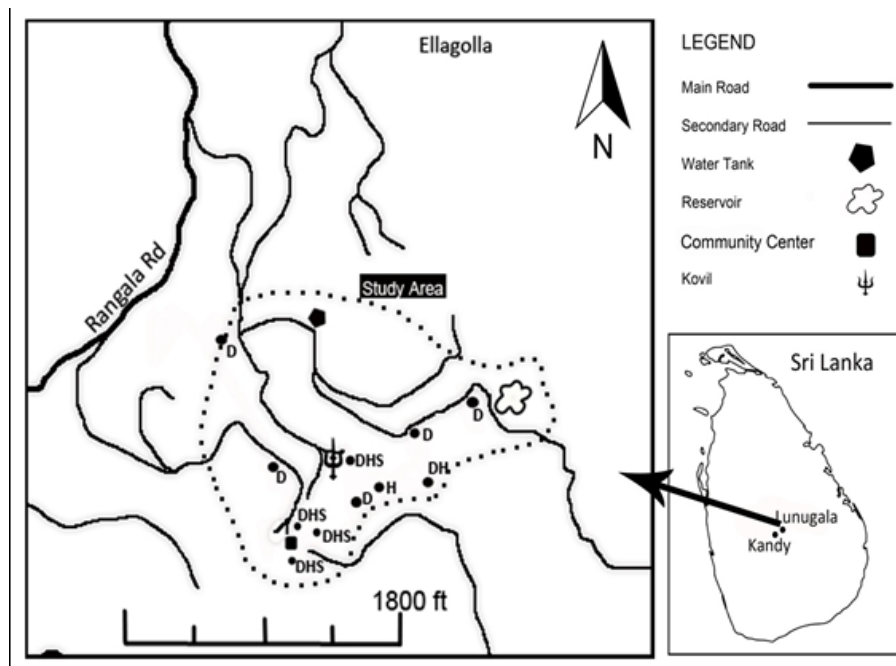 Ellagolla
N
Rangala Rd
Study Area
D
D
D
DHS
D
DH
H
D
DHS
DHS
DHS
1800 ft
LEGEND
Main Road
Secondary Road
Water Tank
Reservoir
Community Center
Kovil
Sri Lanka
Lunugala
Kandy